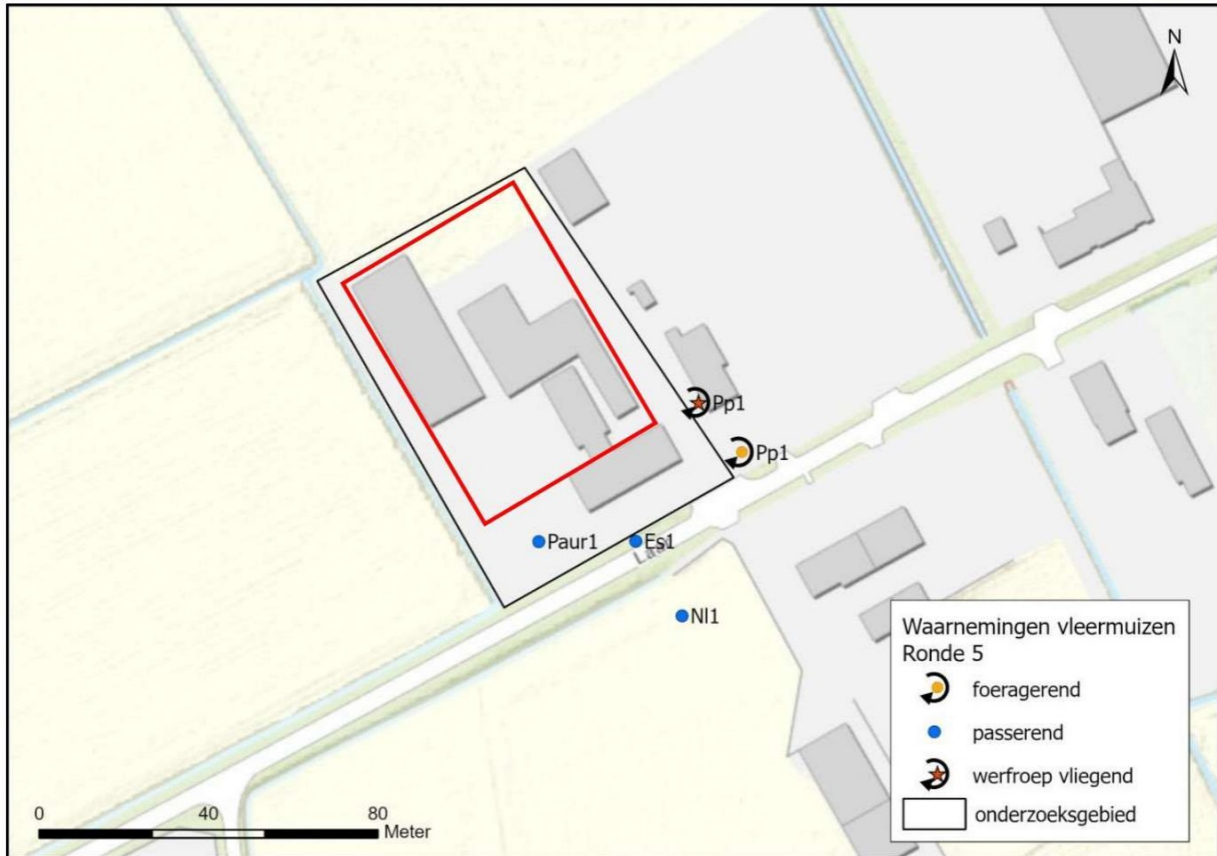 N
Pp1
Pp1
Paur1
Es1
Nl1
Waarnemingen vleermuizen
Ronde 5
foeragerend
passerend
werfroep vliegend
onderzoeksgebied
0 40 80
Meter